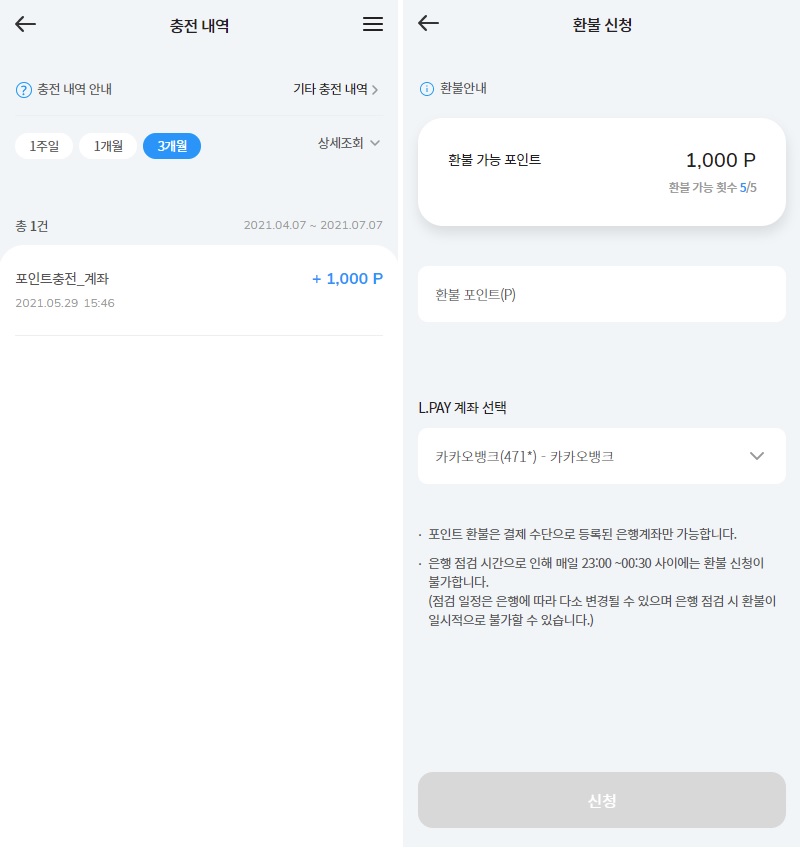 충전 내역
충전 내역 안내
기타 충전 내역
1주일
1개월
3개월
상세조회
총 1건
2021.04.07 ~ 2021.07.07
포인트충전_계좌
+ 1,000 P
2021.05.29 15:46
환불 신청
환불안내
환불 가능 포인트
1,000 P
환불 가능 횟수 5/5
환불 포인트(P)
L.PAY 계좌 선택
카카오뱅크(471*) - 카카오뱅크
· 포인트 환불은 결제 수단으로 등록된 은행계좌만 가능합니다.
· 은행 점검 시간으로 인해 매일 23:00 ~00:30 사이에는 환불 신청이
불가합니다.
(점검 일정은 은행에 따라 다소 변경될 수 있으며 은행 점검 시 환불이
일시적으로 불가할 수 있습니다.)
신청